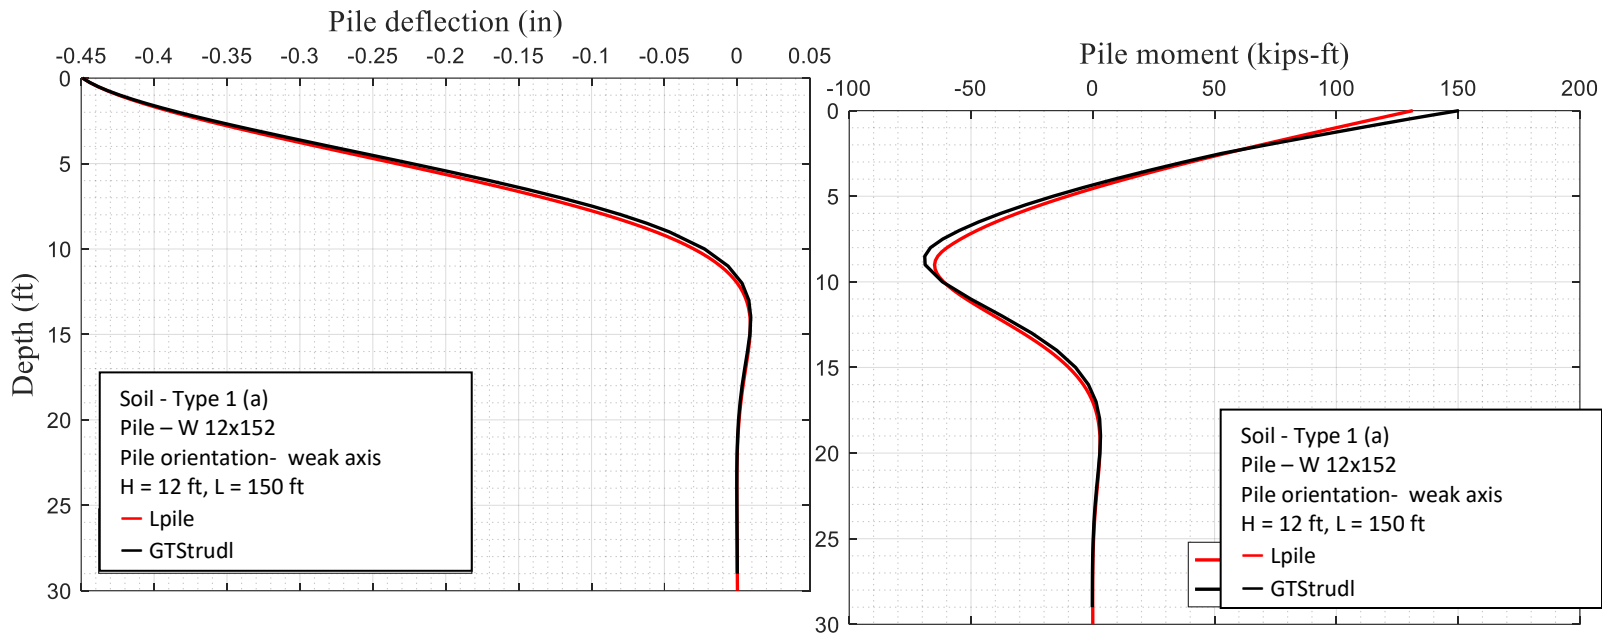 Pile deflection (in)
-0.45 -0.4 -0.35 -0.3 -0.25 -0.2 -0.15 -0.1 -0.05 0 0.05
0
5
10
15
20
25
30
Depth (ft)
Soil - Type 1 (a)
Pile – W 12x152
Pile orientation- weak axis
H = 12 ft, L = 150 ft
Lpile
GTStrudl
Pile moment (kips-ft)
-100 -50 0 50 100 150 200
0
5
10
15
20
25
30
Soil - Type 1 (a)
Pile – W 12x152
Pile orientation- weak axis
H = 12 ft, L = 150 ft
Lpile
GTStrudl